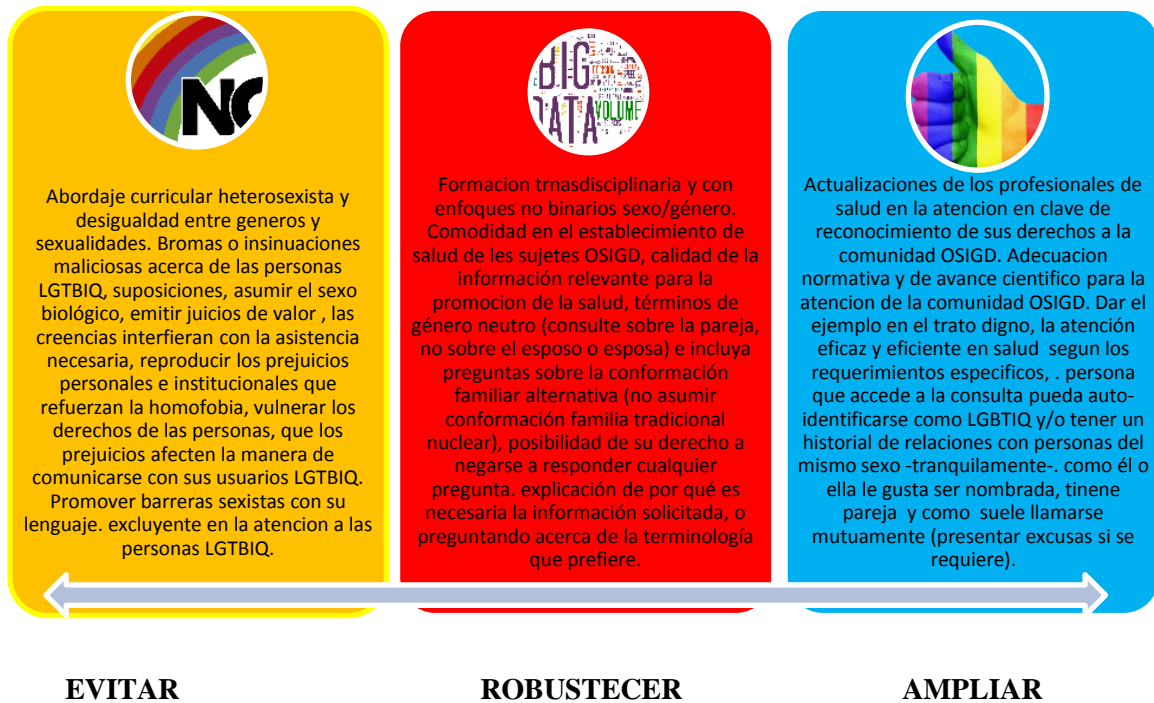 NO
BIG
DATA
VOLUME
Abordaje curricular heterosexista y
desigualdad entre generos y
sexualidades. Bromas o insinuaciones
maliciosas acerca de las personas
LGTBIQ, suposiciones, asumir el sexo
biológico, emitir juicios de valor , las
creencias interfieran con la asistencia
necesaria, reproducir los prejuicios
personales e institucionales que
refuerzan la homofobia, vulnerar los
derechos de las personas, que los
prejuicios afecten la manera de
comunicarse con sus usuarios LGTBIQ.
Promover barreras sexistas con su
lenguaje. excluyente en la atencion a las
personas LGTBIQ.
Formacion trnasdisciplinaria y con
enfoques no binarios sexo/género.
Comodidad en el establecimiento de
salud de les sujetes OSIGD, calidad de la
información relevante para la
promocion de la salud, términos de
género neutro (consulte sobre la pareja,
no sobre el esposo o esposa) e incluya
preguntas sobre la conformación
familiar alternativa (no asumir
conformación familia tradicional
nuclear), posibilidad de su derecho a
negarse a responder cualquier
pregunta. explicación de por qué es
necesaria la información solicitada, o
preguntando acerca de la terminología
que prefiere.
Actualizaciones de los profesionales de
salud en la atencion en clave de
reconocimiento de sus derechos a la
comunidad OSIGD. Adecuacion
normativa y de avance cientifico para la
atencion de la comunidad OSIGD. Dar el
ejemplo en el trato digno, la atención
eficaz y eficiente en salud  segun los
requerimientos especificos, . persona
que accede a la consulta pueda auto-
identificarse como LGBTIQ y/o tener un
historial de relaciones con personas del
mismo sexo -tranquilamente-. como él o
ella le gusta ser nombrada, tinene
pareja  y como  suele llamarse
mutuamente (presentar excusas si se
requiere).
EVITAR
ROBUSTECER
AMPLIAR